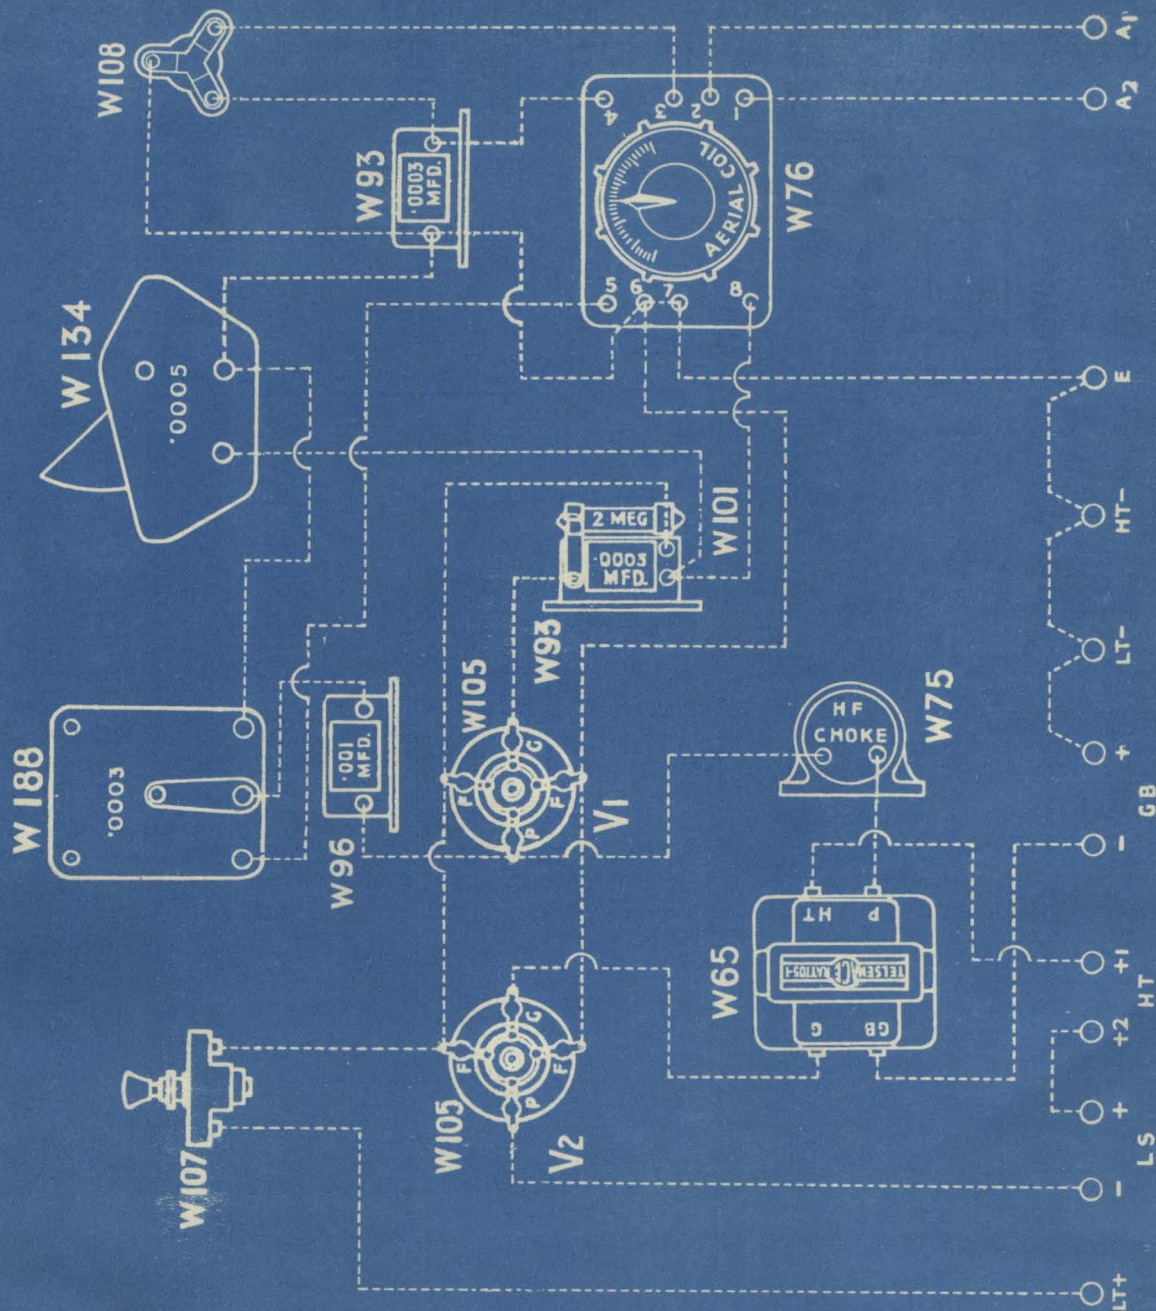 W108
W93
.0003
MFD.
W134
.0005
4
3
2
1
5
6
7
8
AERIAL COIL
W76
A1
A2
E
W188
.0003
W96
.001
MFD.
W105
G
F
F
P
V1
W93
2 MEG
.0003
MFD.
W101
HF
CHOKE
W75
W107
W105
G
F
F
P
V2
W65
HT
P
TELSEN
ACE
RATIO 5-1
G
GB
HT-
LT-
+
GB
-
+1
HT
+2
+
LS
-
LT+